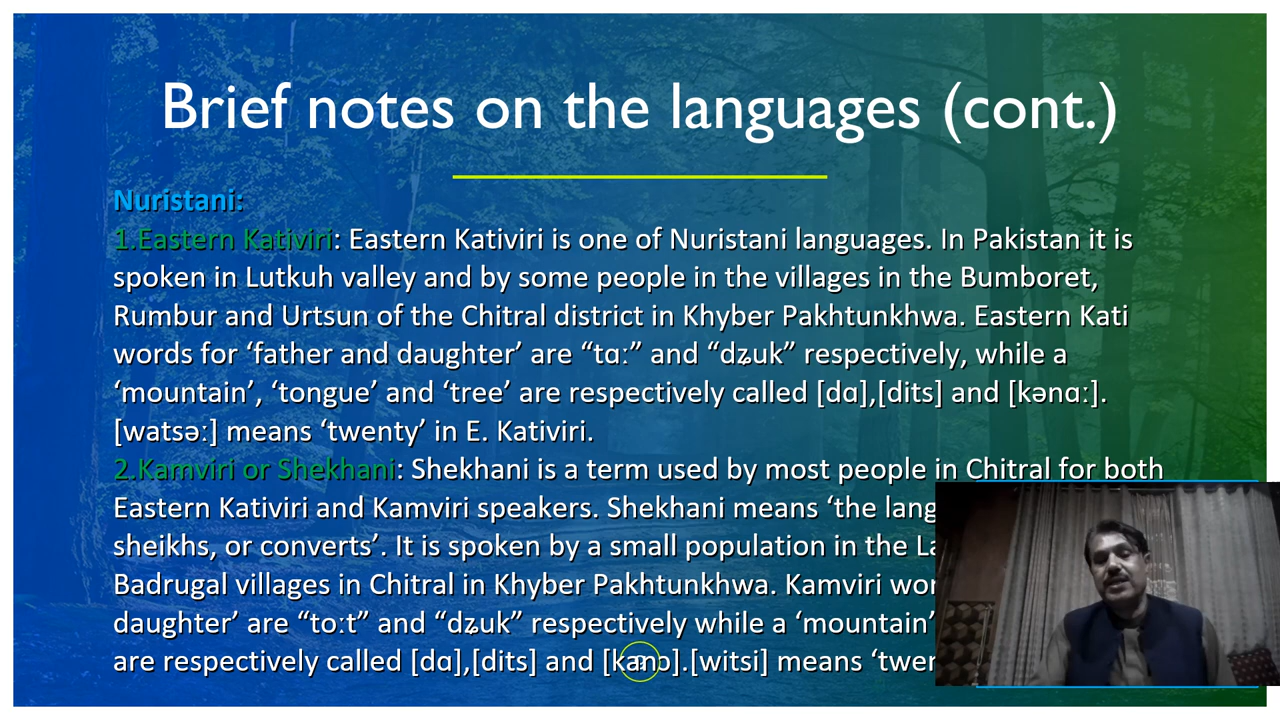 Brief notes on the languages (cont.)
Nuristani:
1.Eastern Kativiri: Eastern Kativiri is one of Nuristani languages. In Pakistan it is
spoken in Lutkuh valley and by some people in the villages in the Bumboret,
Rumbur and Urtsun of the Chitral district in Khyber Pakhtunkhwa. Eastern Kati
words for ‘father and daughter’ are “tɑː” and “dʑuk” respectively, while a
‘mountain’, ‘tongue’ and ‘tree’ are respectively called [dɑ],[dits] and [kənɑː].
[watsəː] means ‘twenty’ in E. Kativiri.
2.Kamviri or Shekhani: Shekhani is a term used by most people in Chitral for both
Eastern Kativiri and Kamviri speakers. Shekhani means ‘the
sheikhs, or converts’. It is spoken by a small population in the
Badrugal villages in Chitral in Khyber Pakhtunkhwa. Kamviri
daughter’ are “toːt” and “dʑuk” respectively while a ‘mountain’
are respectively called [dɑ],[dits] and [witsi] means